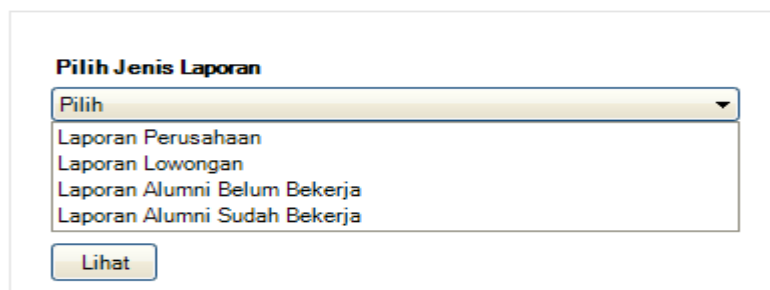 Pilih Jenis Laporan
Pilih
Laporan Perusahaan
Laporan Lowongan
Laporan Alumni Belum Bekerja
Laporan Alumni Sudah Bekerja
Lihat